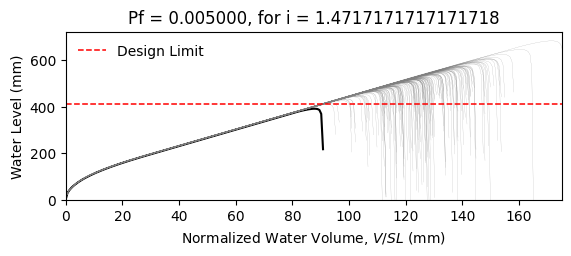 Pf = 0.005000, for i = 1.4717171717171718
Design Limit
Water Level (mm)
600
400
200
0
0 20 40 60 80 100 120 140 160
Normalized Water Volume, V/SL (mm)